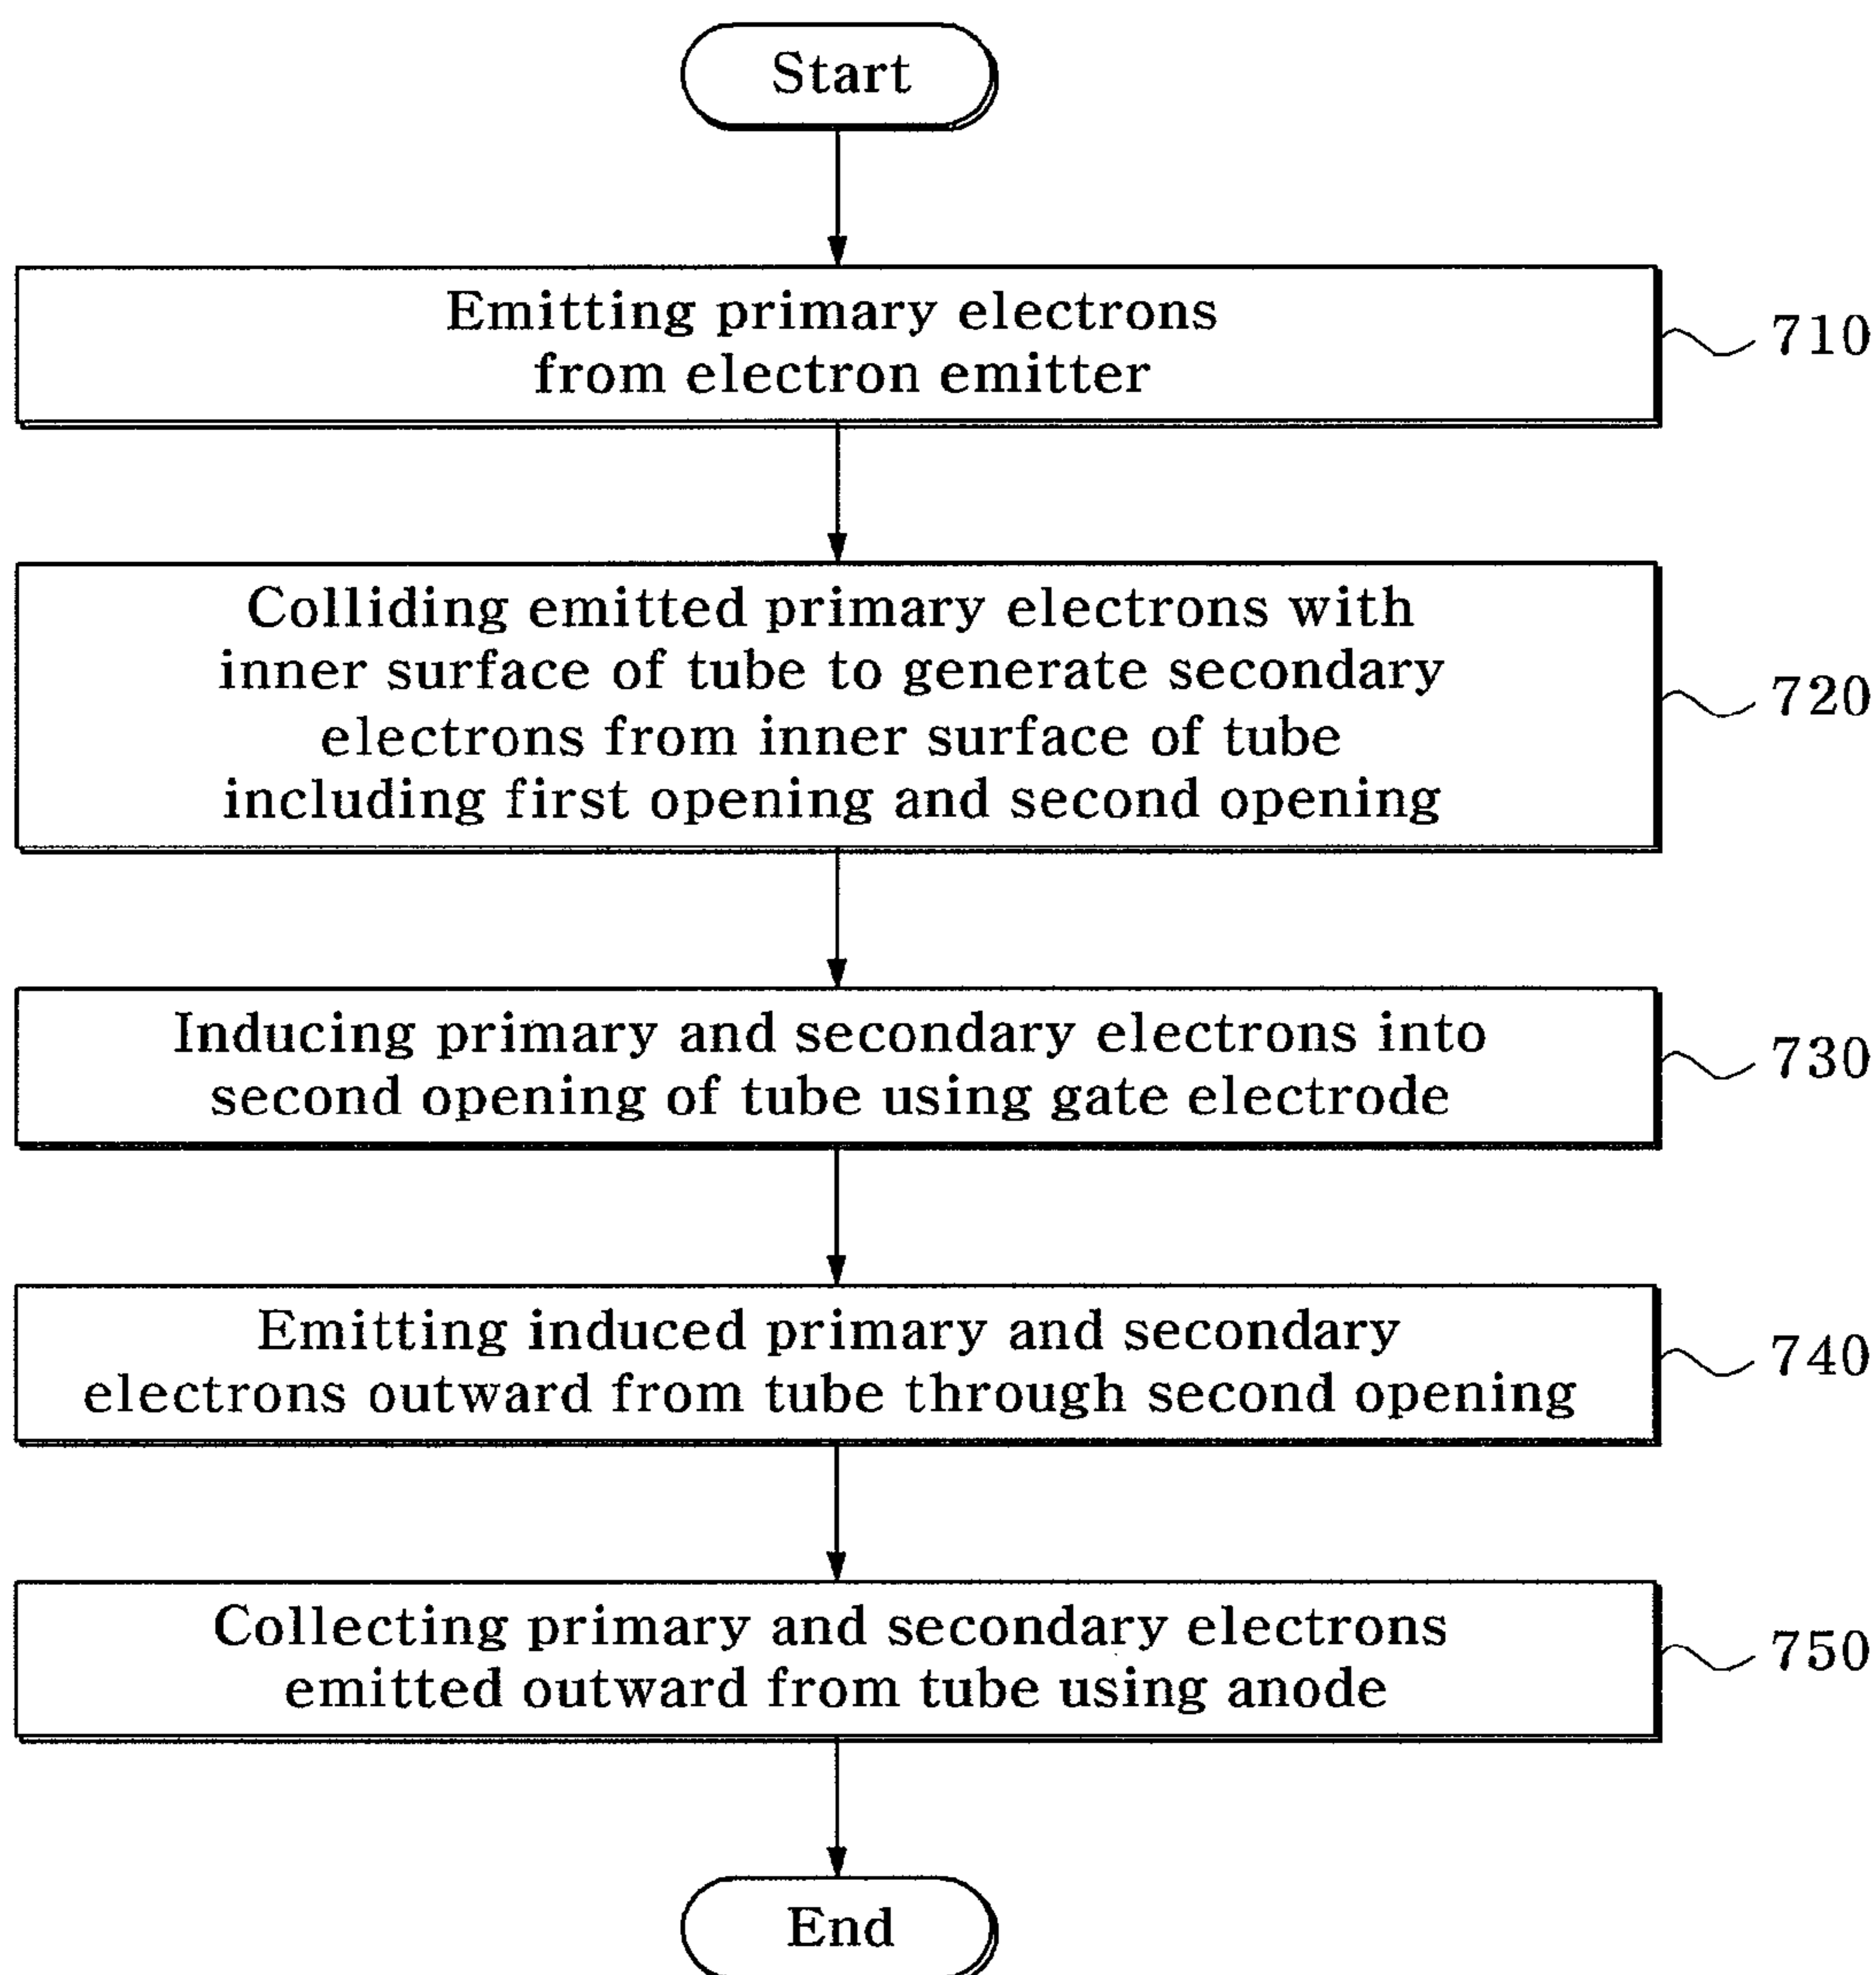 Start
Emitting primary electrons
from electron emitter
710
Colliding emitted primary electrons with
inner surface of tube to generate secondary
electrons from inner surface of tube
including first opening and second opening
720
Inducing primary and secondary electrons into
second opening of tube using gate electrode
730
Emitting induced primary and secondary
electrons outward from tube through second opening
740
Collecting primary and secondary electrons
emitted outward from tube using anode
750
End